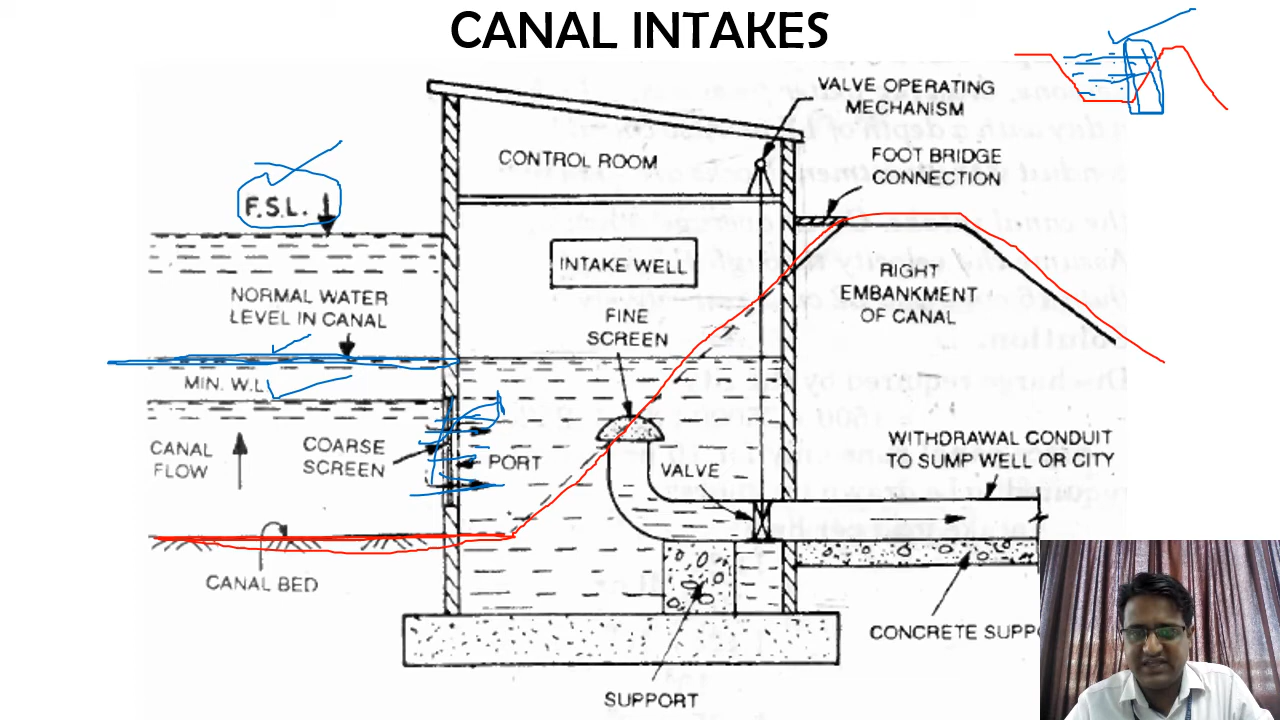 CANAL INTAKES
VALVE OPERATING
MECHANISM
CONTROL ROOM
FOOT BRIDGE
CONNECTION
F.S.L.
INTAKE WELL
RIGHT
EMBANKMENT
OF CANAL
NORMAL WATER
LEVEL IN CANAL
FINE
SCREEN
MIN. W.L.
CANAL
FLOW
COARSE
SCREEN
PORT
VALVE
WITHDRAWAL CONDUIT
TO SUMP WELL OR CITY
CANAL BED
CONCRETE
SUPPORT